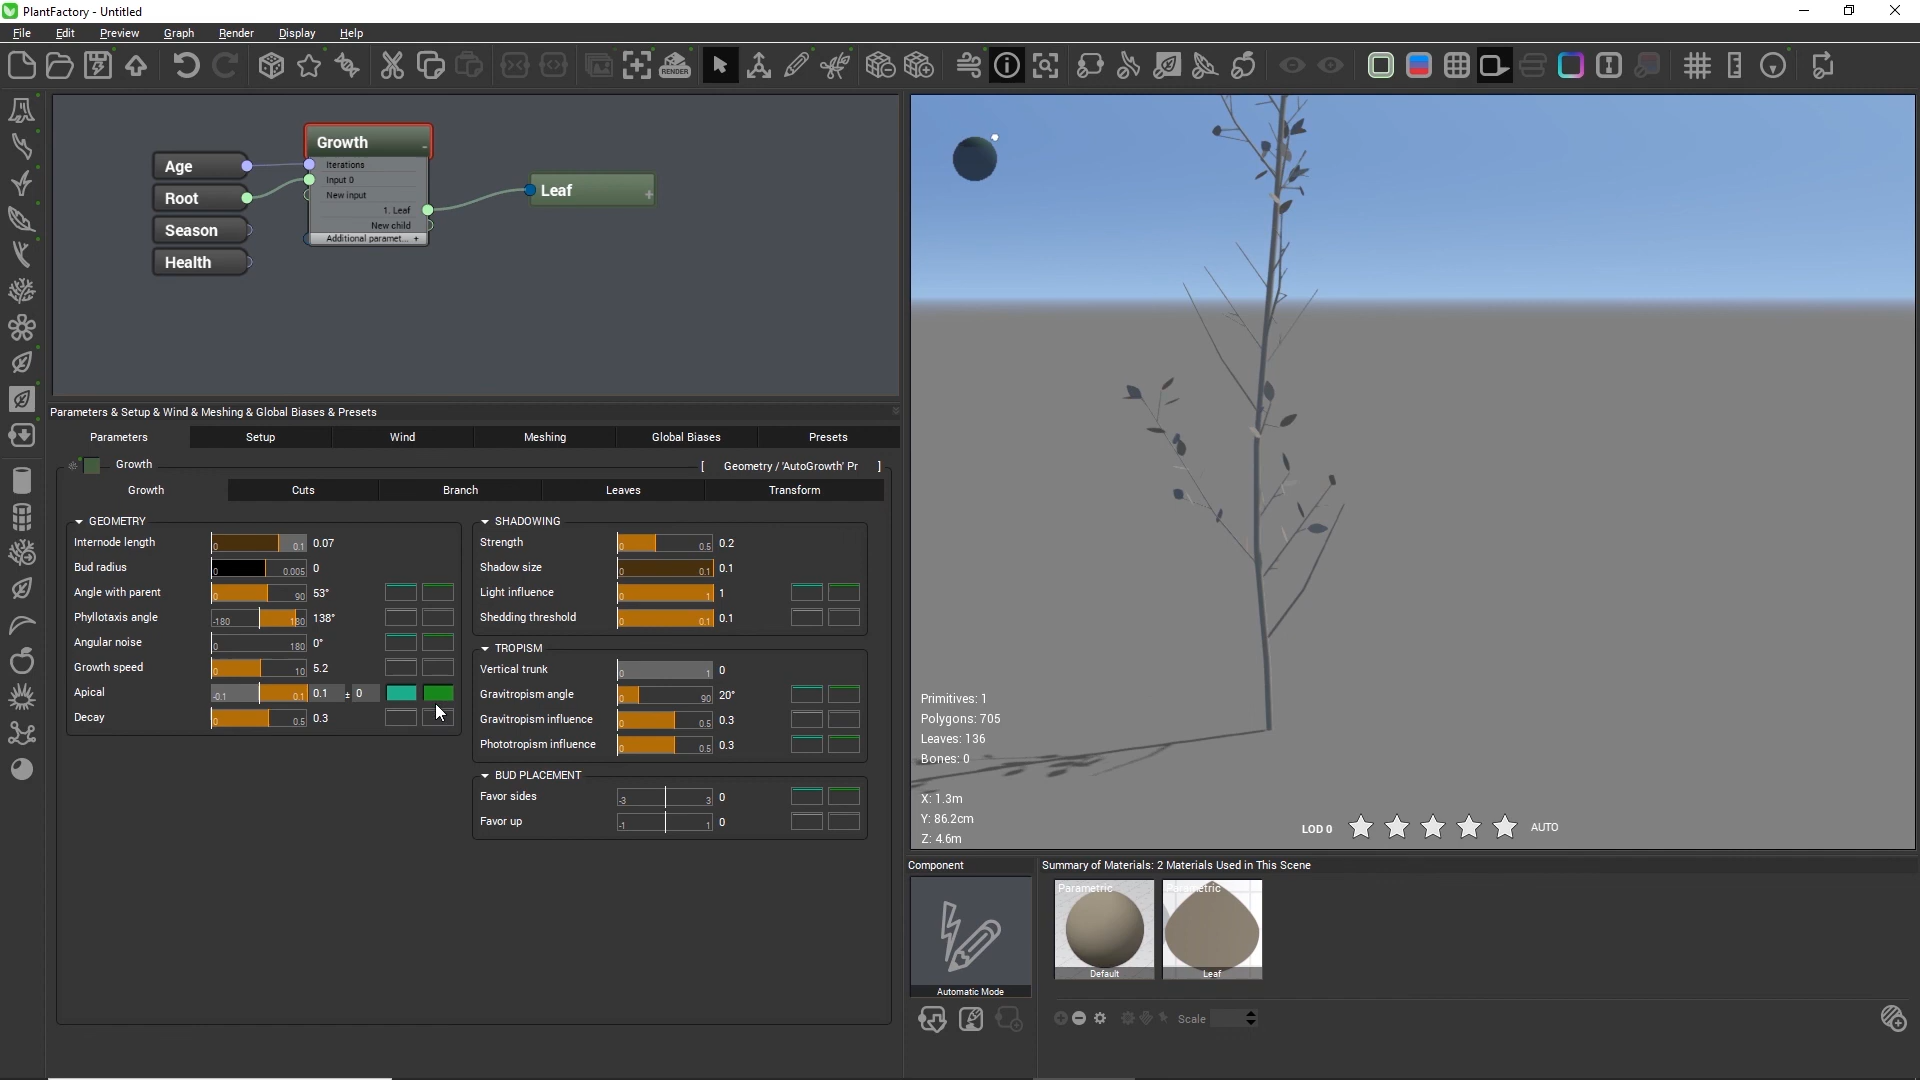 PlantFactory - Untitled
File Edit Preview Graph Render Display Help
RENDER
Growth
Age
Iterations
Input 0
Root
New input
Leaf
1. Leaf
Season
New child
Additional paramet... +
Health
Parameters & Setup & Wind & Meshing & Global Biases & Presets
Parameters Setup Wind Meshing Global Biases Presets
Growth [ Geometry / 'AutoGrowth' Pr ]
Growth Cuts Branch Leaves Transform
GEOMETRY
Internode length 0 0.1 0.07
Bud radius 0 0.005 0
Angle with parent 0 90 53°
Phyllotaxis angle -180 180 138°
Angular noise 0 180 0°
Growth speed 0 10 5.2
Apical -0.1 0.1 0.1 ± 0
Decay 0 0.5 0.3
SHADOWING
Strength 0 0.5 0.2
Shadow size 0 0.1 0.1
Light influence 0 1 1
Shedding threshold 0 0.1 0.1
TROPISM
Vertical trunk 0 1 0
Gravitropism angle 0 90 20°
Gravitropism influence 0 0.5 0.3
Phototropism influence 0 0.5 0.3
BUD PLACEMENT
Favor sides -3 3 0
Favor up -1 1 0
Primitives: 1
Polygons: 705
Leaves: 136
Bones: 0
X: 1.3m
Y: 86.2cm
Z: 4.6m
LOD 0 AUTO
Component
Automatic Mode
Summary of Materials: 2 Materials Used in This Scene
Parametric Parametric
Default Leaf
Scale